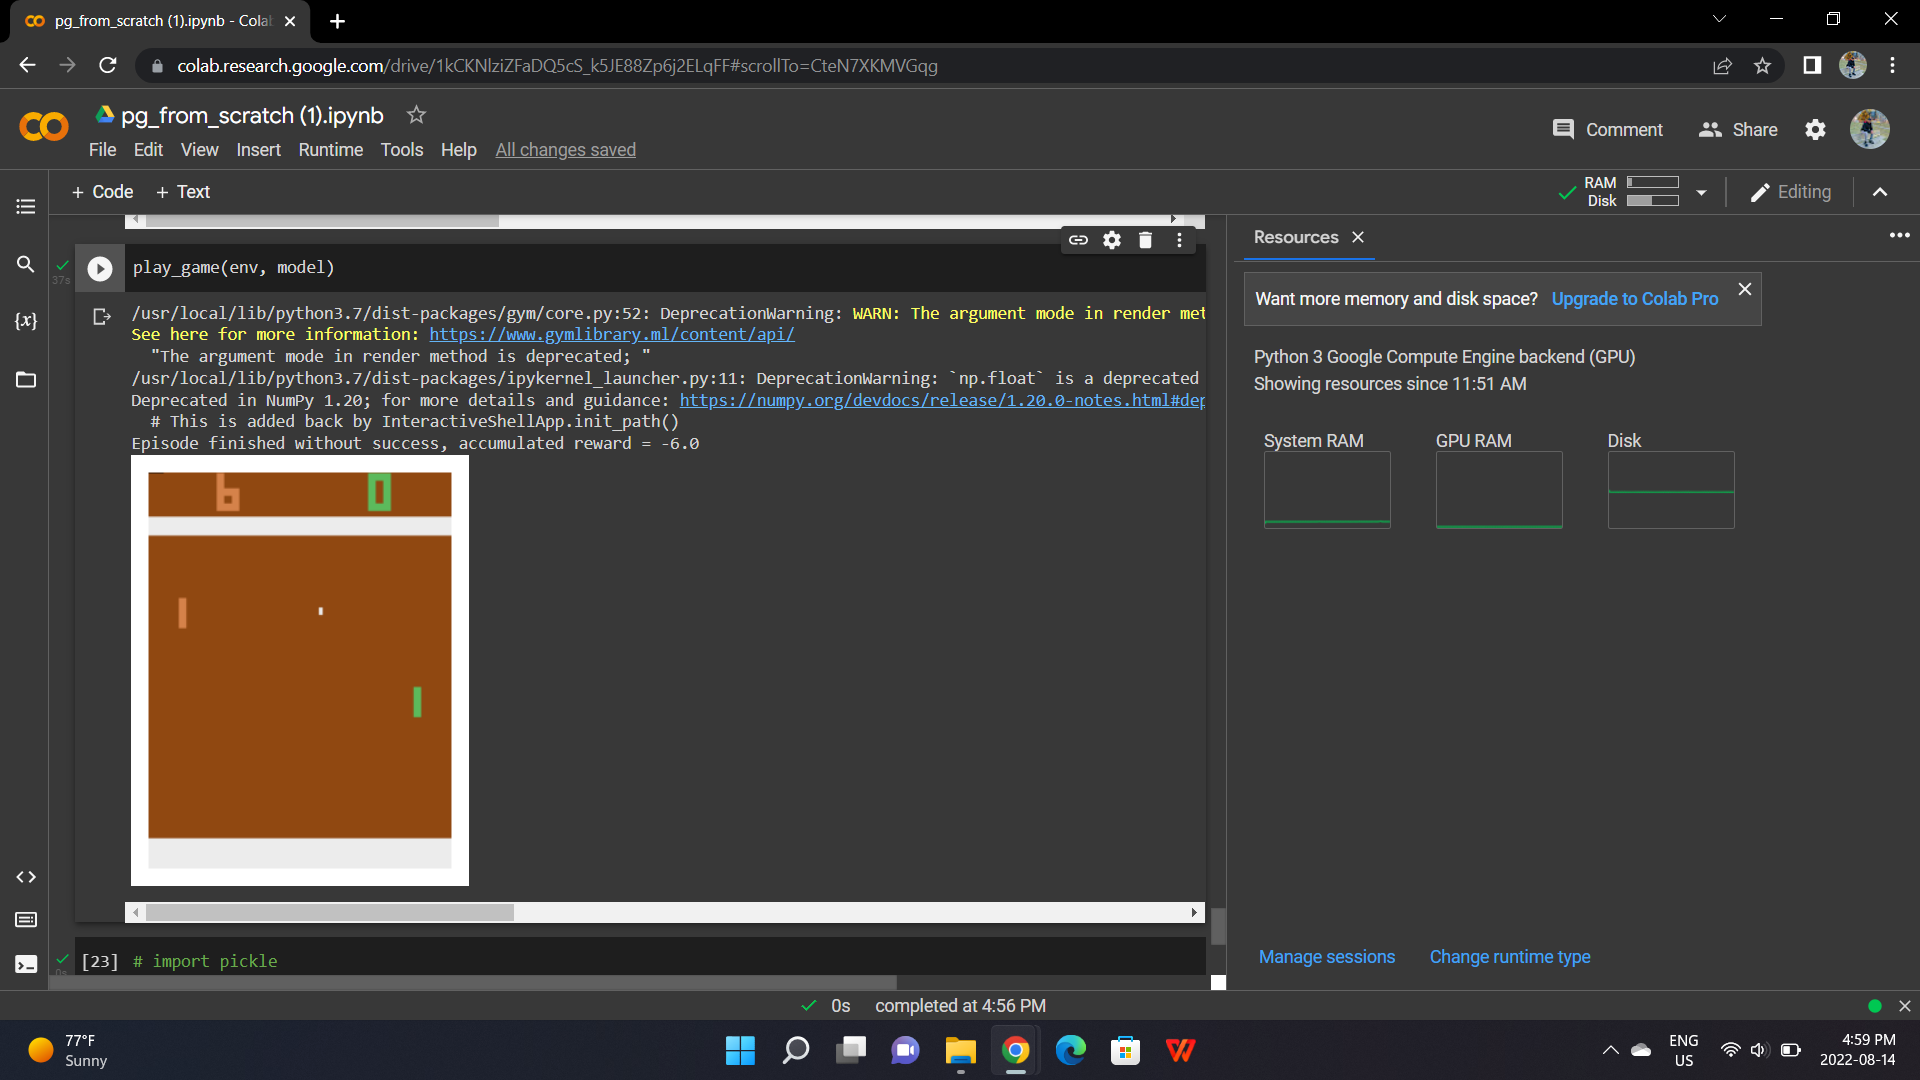 pg_from_scratch (1).ipynb - Cola
colab.research.google.com/drive/1kCKNlziZFaDQ5cS_k5JE88Zp6j2ELqFF#scrollTo=CteN7XKMVGqg
pg_from_scratch (1).ipynb
File Edit View Insert Runtime Tools Help All changes saved
Comment Share
+ Code + Text
RAM
Disk
Editing
37s
play_game(env, model)
/usr/local/lib/python3.7/dist-packages/gym/core.py:52: DeprecationWarning: WARN: The argument mode in render met
See here for more information: https://www.gymlibrary.ml/content/api/
"The argument mode in render method is deprecated; "
/usr/local/lib/python3.7/dist-packages/ipykernel_launcher.py:11: DeprecationWarning: `np.float` is a deprecated
Deprecated in NumPy 1.20; for more details and guidance: https://numpy.org/devdocs/release/1.20.0-notes.html#dep
# This is added back by InteractiveShellApp.init_path()
Episode finished without success, accumulated reward = -6.0
6 0
[23] # import pickle
0s
Resources
Want more memory and disk space? Upgrade to Colab Pro
Python 3 Google Compute Engine backend (GPU)
Showing resources since 11:51 AM
System RAM GPU RAM Disk
Manage sessions Change runtime type
0s completed at 4:56 PM
77°F
Sunny
ENG
US
4:59 PM
2022-08-14